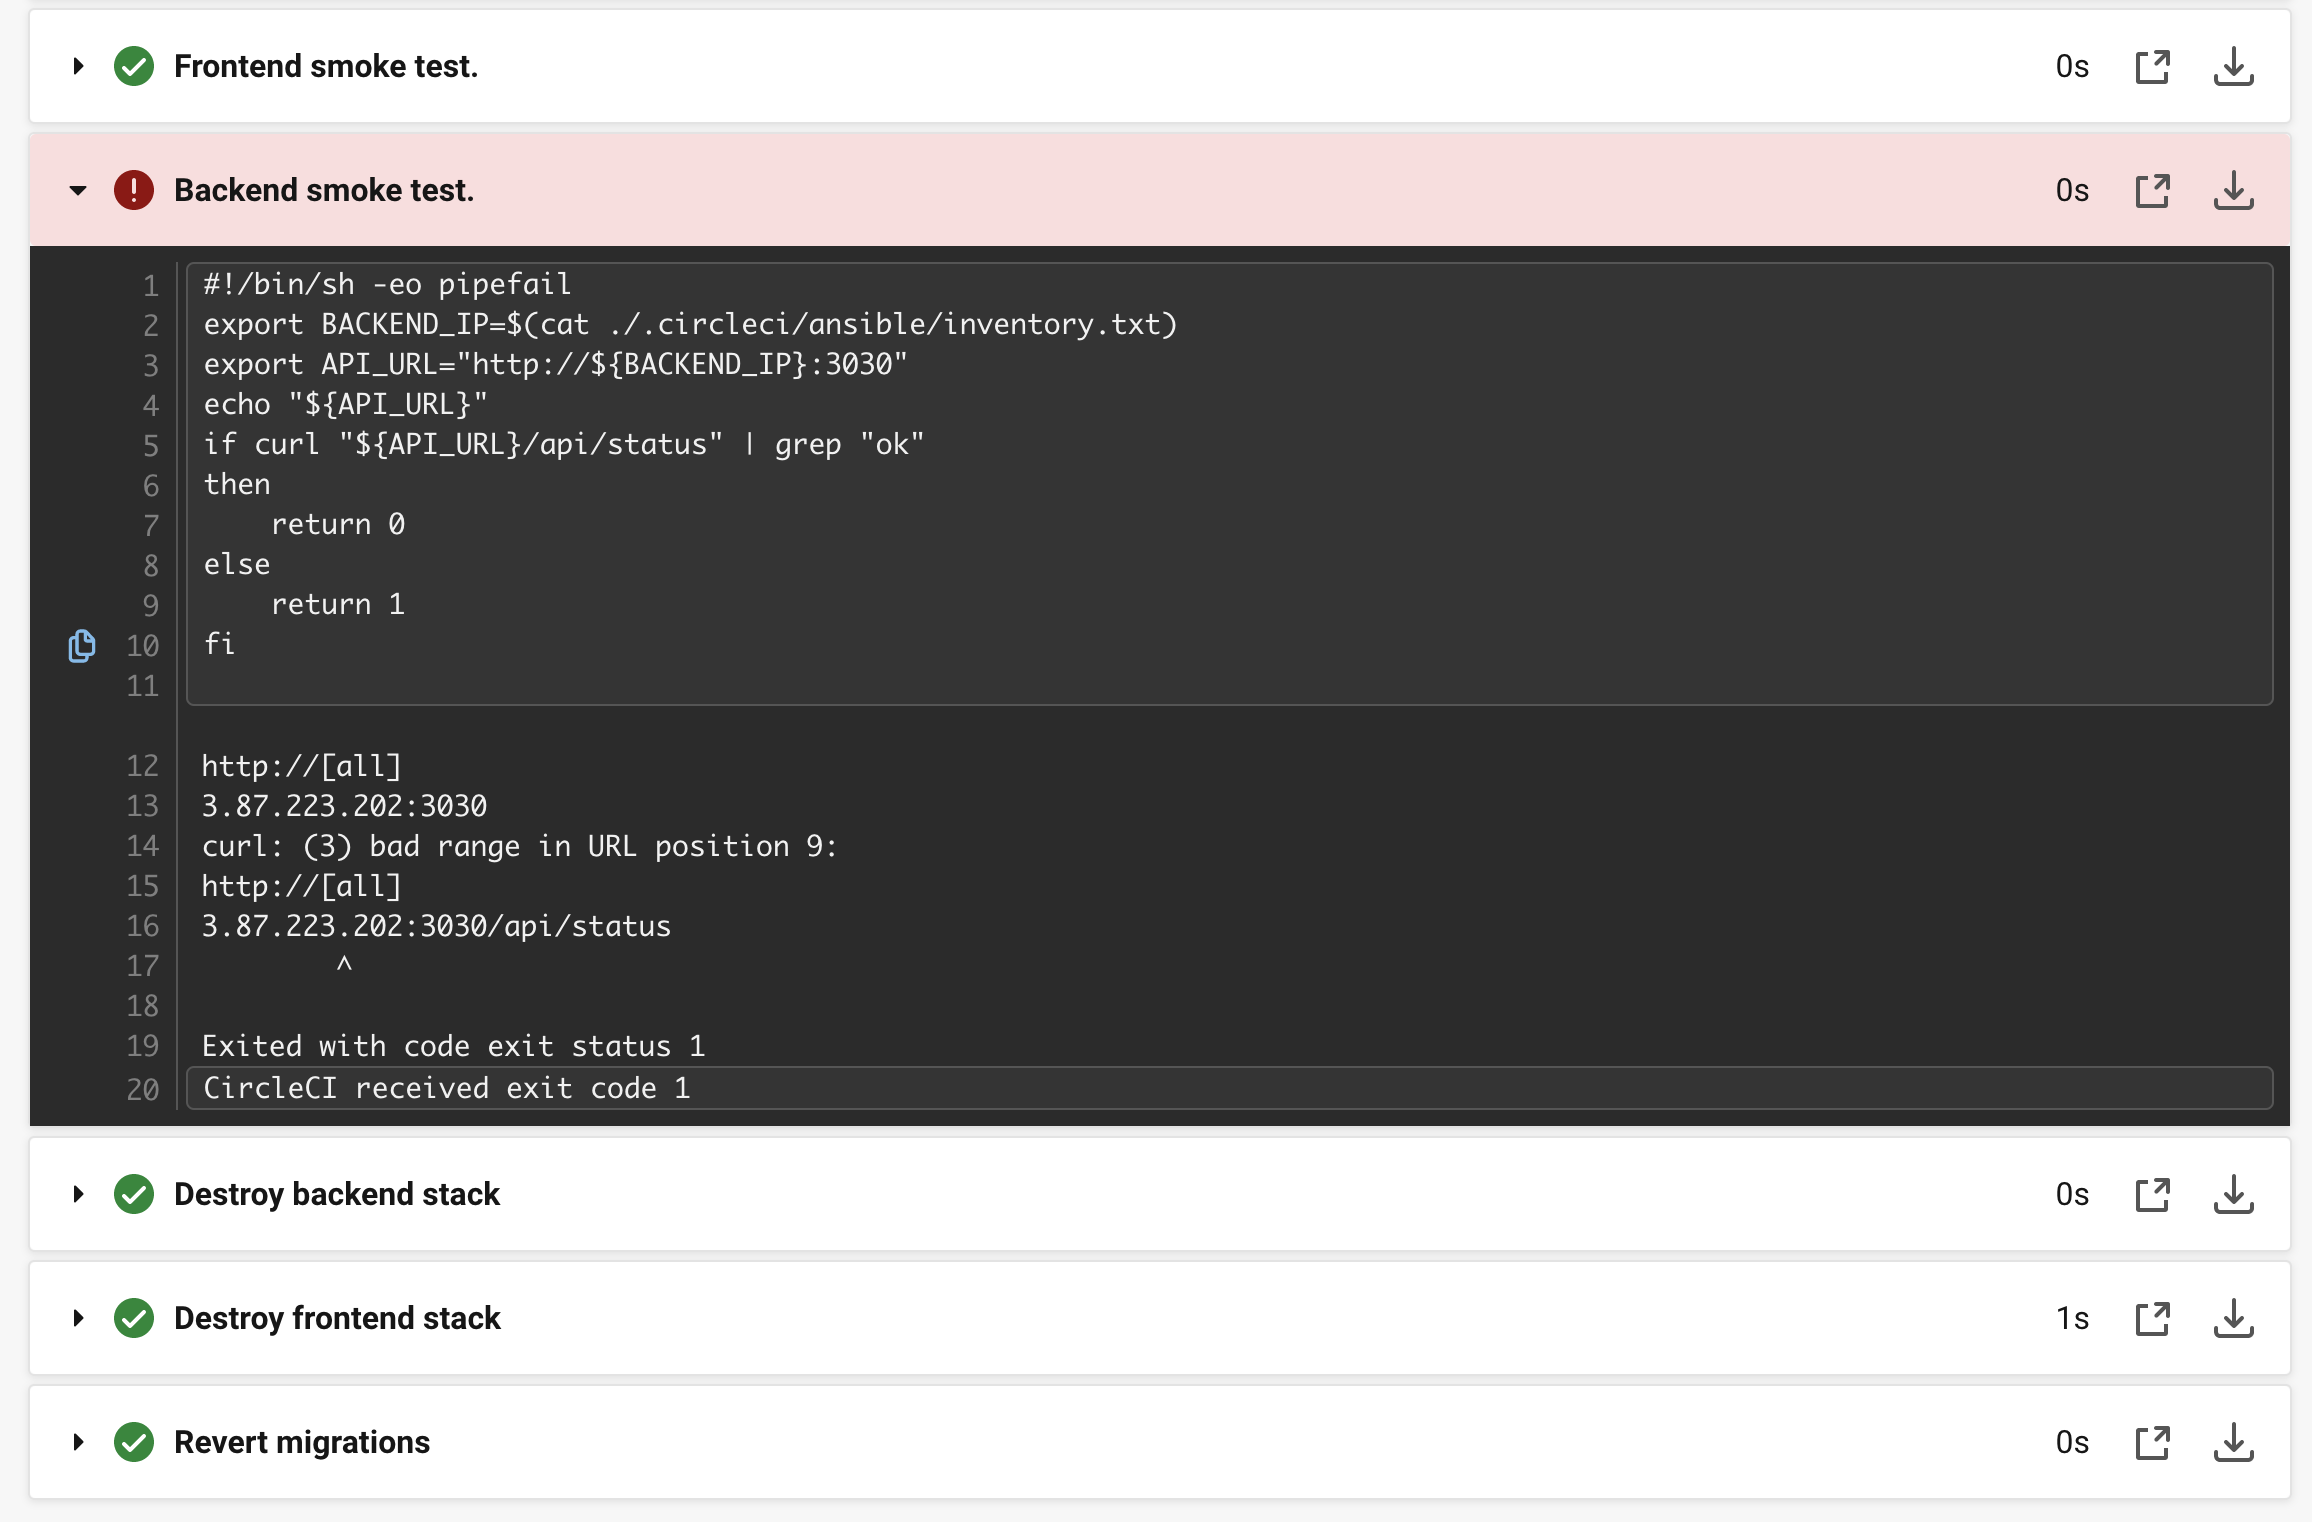 Frontend smoke test. 0s
Backend smoke test. 0s
1 #!/bin/sh -eo pipefail
2 export BACKEND_IP=$(cat ./.circleci/ansible/inventory.txt)
3 export API_URL="http://${BACKEND_IP}:3030"
4 echo "${API_URL}"
5 if curl "${API_URL}/api/status" | grep "ok"
6 then
7     return 0
8 else
9     return 1
10 fi
11
12 http://[all]
13 3.87.223.202:3030
14 curl: (3) bad range in URL position 9:
15 http://[all]
16 3.87.223.202:3030/api/status
17         ^
18
19 Exited with code exit status 1
20 CircleCI received exit code 1
Destroy backend stack 0s
Destroy frontend stack 1s
Revert migrations 0s